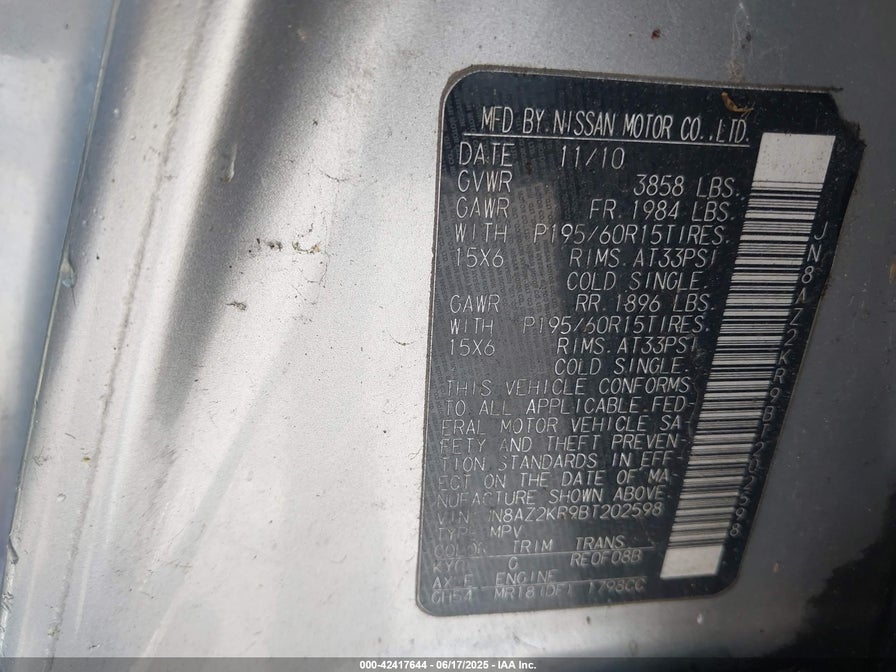 MFD BY NISSAN MOTOR CO.,LTD.
DATE 11/10
GVWR 3858 LBS.
GAWR FR. 1984 LBS.
WITH P195/60R15TIRES.
15X6 RIMS. AT33PSI
COLD SINGLE.
GAWR RR. 1896 LBS.
WITH P195/60R15TIRES.
15X6 RIMS. AT33PSI
COLD SINGLE.
THIS VEHICLE CONFORMS
TO ALL APPLICABLE FED-
ERAL MOTOR VEHICLE SA-
FETY AND THEFT PREVEN-
TION STANDARDS IN EFF-
ECT ON THE DATE OF MA-
NUFACTURE SHOWN ABOVE.
VIN JN8AZ2KR9BT202598
TYPE MPV
COLOR TRIM TRANS
KY0 G RE0F08B
AXLE ENGINE
GH54 MR18(DE) 1798CC
JN8AZ2KR9BT202598
000-42417644 - 06/17/2025 - IAA Inc.